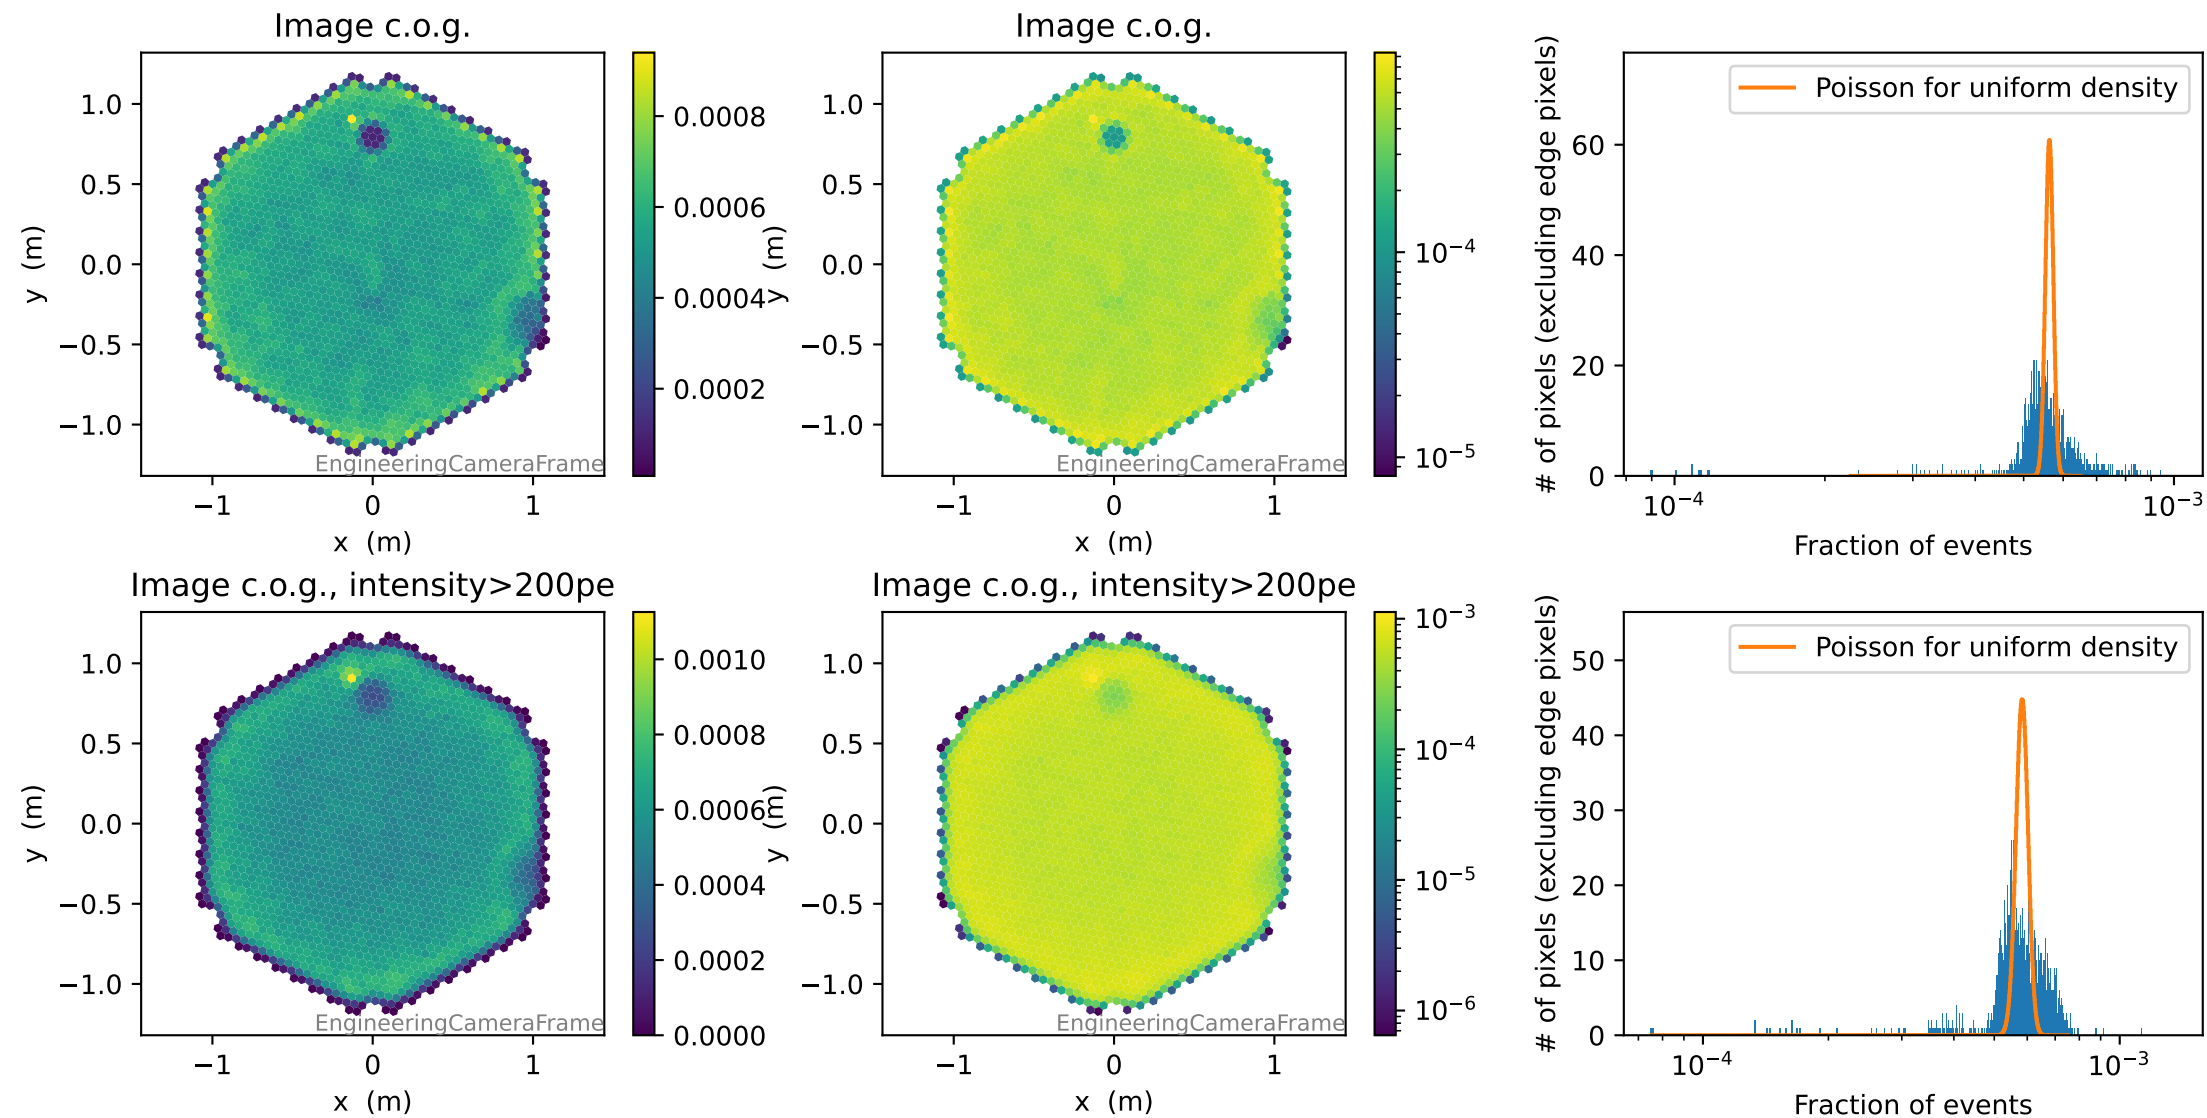 Image c.o.g.
y (m)
1.0
0.5
0.0
−0.5
−1.0
−1
0
1
x (m)
EngineeringCameraFrame
0.0008
0.0006
0.0004
0.0002
Image c.o.g.
y (m)
1.0
0.5
0.0
−0.5
−1.0
−1
0
1
x (m)
EngineeringCameraFrame
10⁻⁴
10⁻⁵
# of pixels (excluding edge pixels)
60
40
20
0
Poisson for uniform density
10⁻⁴
10⁻³
Fraction of events
Image c.o.g., intensity>200pe
y (m)
1.0
0.5
0.0
−0.5
−1.0
−1
0
1
x (m)
EngineeringCameraFrame
0.0010
0.0008
0.0006
0.0004
0.0002
0.0000
Image c.o.g., intensity>200pe
y (m)
1.0
0.5
0.0
−0.5
−1.0
−1
0
1
x (m)
EngineeringCameraFrame
10⁻³
10⁻⁴
10⁻⁵
10⁻⁶
# of pixels (excluding edge pixels)
50
40
30
20
10
0
Poisson for uniform density
10⁻⁴
10⁻³
Fraction of events